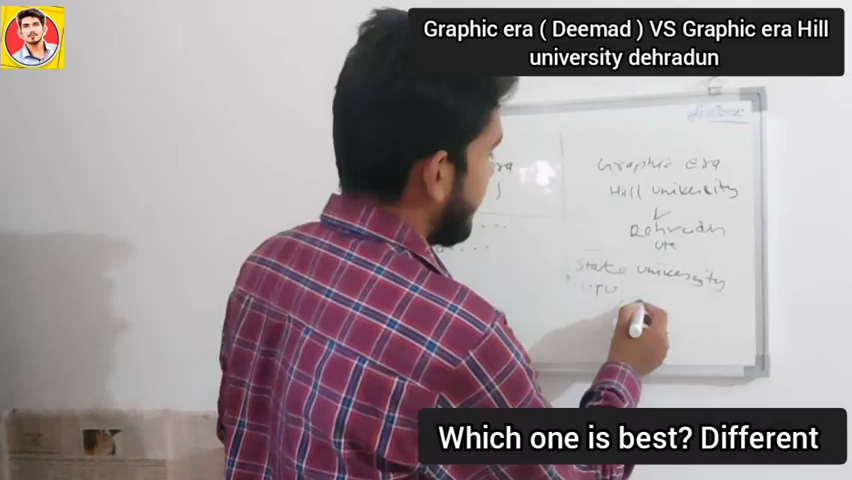 Graphic era ( Deemad ) VS Graphic era Hill
university dehradun
Graphic era
Hill university
Dehradun
State university
Which one is best? Different